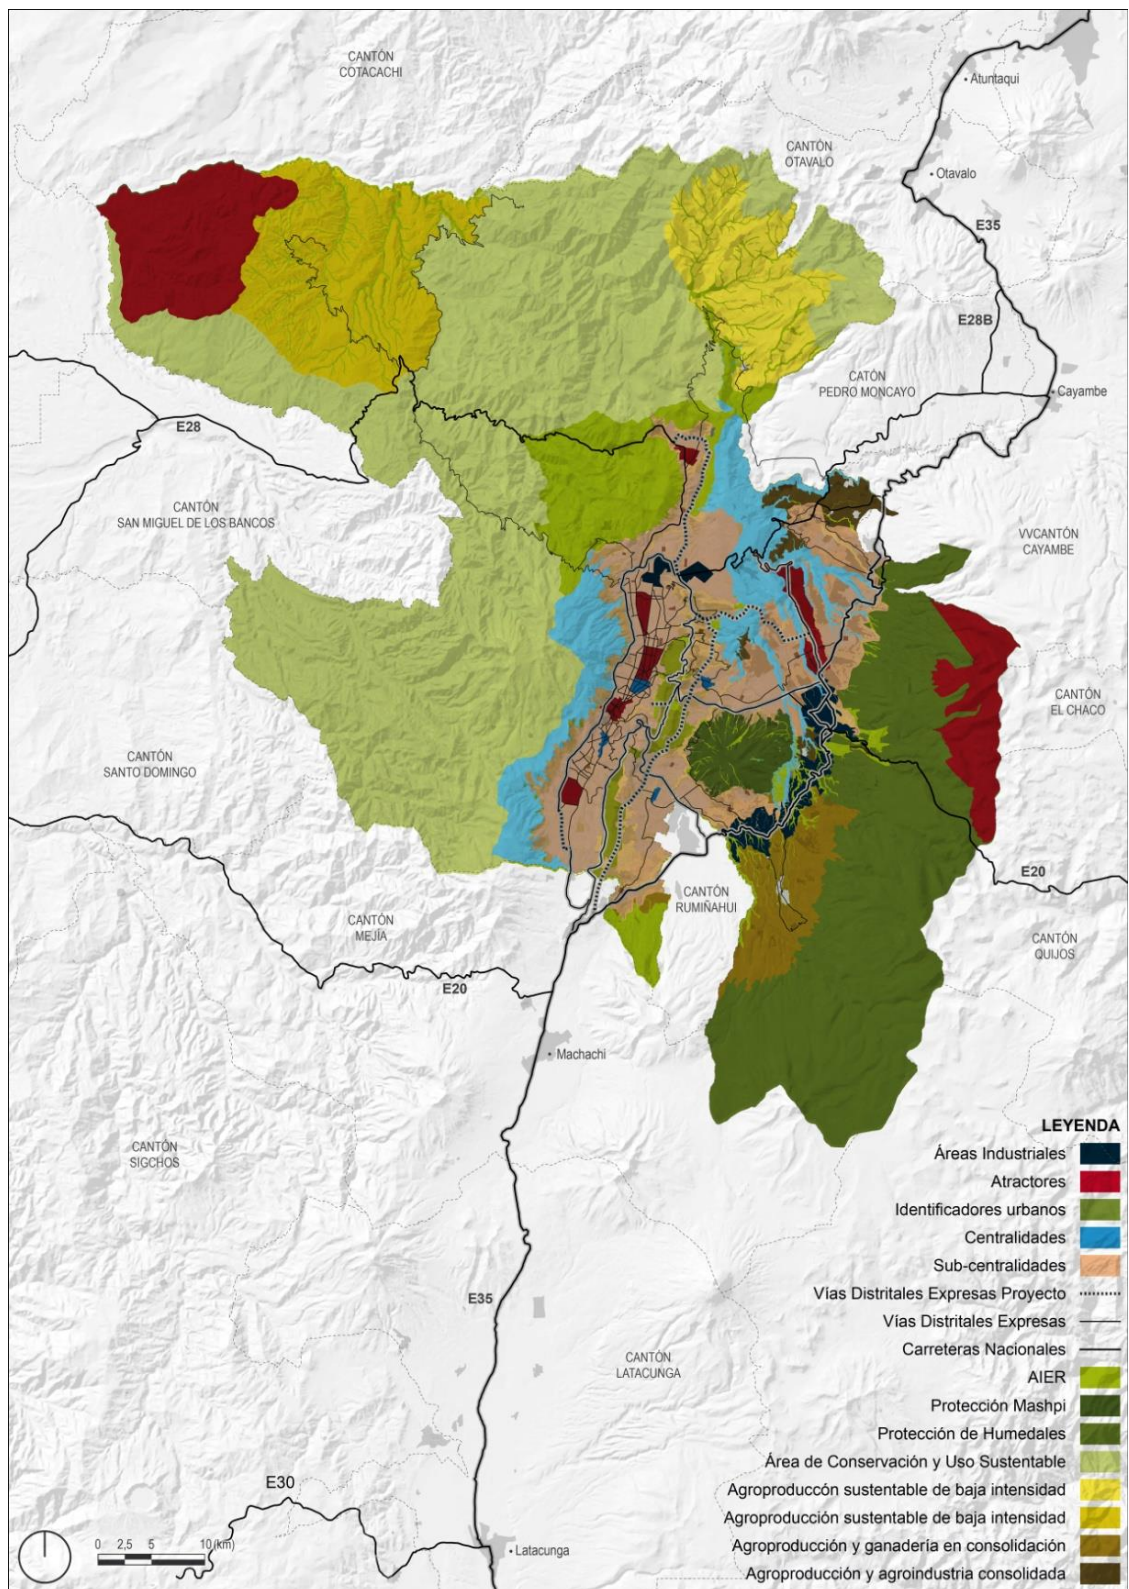 CANTÓN
COTACACHI
Atuntaqui
CANTÓN
OTAVALO
Otavalo
E35
E28B
CATÓN
PEDRO MONCAYO
Cayambe
E28
CANTÓN
SAN MIGUEL DE LOS BANCOS
VVCANTÓN
CAYAMBE
CANTÓN
EL CHACO
CANTÓN
SANTO DOMINGO
E20
CANTÓN
RUMIÑAHUI
CANTÓN
MEJÍA
CANTÓN
QUIJOS
E20
Machachi
CANTÓN
SIGCHOS
E35
CANTÓN
LATACUNGA
E30
Latacunga
0 2,5 5 10 (km)
LEYENDA
Áreas Industriales
Atractores
Identificadores urbanos
Centralidades
Sub-centralidades
Vías Distritales Expresas Proyecto
Vías Distritales Expresas
Carreteras Nacionales
AIER
Protección Mashpi
Protección de Humedales
Área de Conservación y Uso Sustentable
Agroproduccón sustentable de baja intensidad
Agroproducción sustentable de baja intensidad
Agroproducción y ganadería en consolidación
Agroproducción y agroindustria consolidada